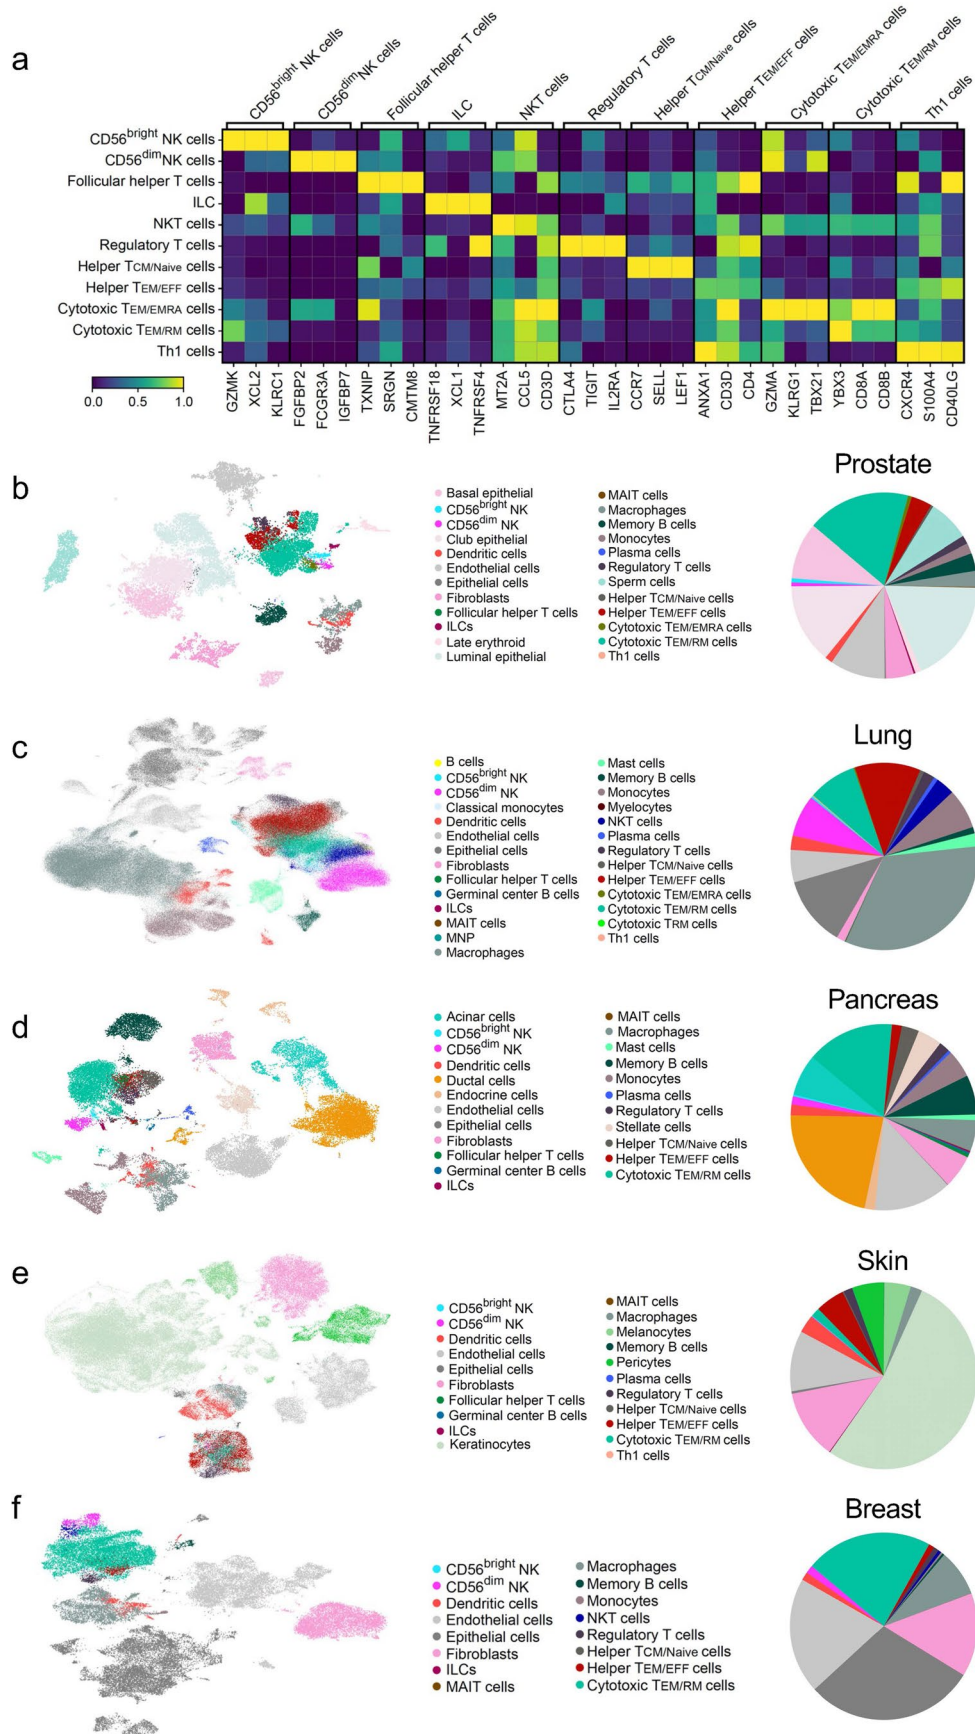 a
CD56bright NK cells
CD56dim NK cells
Follicular helper T cells
ILC
NKT cells
Regulatory T cells
Helper TCM/Naive cells
Helper TEM/EFF cells
Cytotoxic TEM/EMRA cells
Cytotoxic TEM/RM cells
Th1 cells
CD56bright NK cells
CD56dimNK cells
Follicular helper T cells
ILC
NKT cells
Regulatory T cells
Helper TCM/Naive cells
Helper TEM/EFF cells
Cytotoxic TEM/EMRA cells
Cytotoxic TEM/RM cells
Th1 cells
0.0 0.5 1.0
GZMK
XCL2
KLRC1
FGFBP2
FCGR3A
IGFBP7
TXNIP
SRGN
CMTM8
TNFRSF18
XCL1
TNFRSF4
MT2A
CCL5
CD3D
CTLA4
TIGIT
IL2RA
CCR7
SELL
LEF1
ANXA1
CD3D
CD4
GZMA
KLRG1
TBX21
YBX3
CD8A
CD8B
CXCR4
S100A4
CD40LG
b
Basal epithelial
CD56bright NK
CD56dim NK
Club epithelial
Dendritic cells
Endothelial cells
Epithelial cells
Fibroblasts
Follicular helper T cells
ILCs
Late erythroid
Luminal epithelial
MAIT cells
Macrophages
Memory B cells
Monocytes
Plasma cells
Regulatory T cells
Sperm cells
Helper TCM/Naive cells
Helper TEM/EFF cells
Cytotoxic TEM/EMRA cells
Cytotoxic TEM/RM cells
Th1 cells
Prostate
c
B cells
CD56bright NK
CD56dim NK
Classical monocytes
Dendritic cells
Endothelial cells
Epithelial cells
Fibroblasts
Follicular helper T cells
Germinal center B cells
ILCs
MAIT cells
MNP
Macrophages
Mast cells
Memory B cells
Monocytes
Myelocytes
NKT cells
Plasma cells
Regulatory T cells
Helper TCM/Naive cells
Helper TEM/EFF cells
Cytotoxic TEM/EMRA cells
Cytotoxic TEM/RM cells
Cytotoxic TRM cells
Th1 cells
Lung
d
Acinar cells
CD56bright NK
CD56dim NK
Dendritic cells
Ductal cells
Endocrine cells
Endothelial cells
Epithelial cells
Fibroblasts
Follicular helper T cells
Germinal center B cells
ILCs
MAIT cells
Macrophages
Mast cells
Memory B cells
Monocytes
Plasma cells
Regulatory T cells
Stellate cells
Helper TCM/Naive cells
Helper TEM/EFF cells
Cytotoxic TEM/RM cells
Pancreas
e
CD56bright NK
CD56dim NK
Dendritic cells
Endothelial cells
Epithelial cells
Fibroblasts
Follicular helper T cells
Germinal center B cells
ILCs
Keratinocytes
MAIT cells
Macrophages
Melanocytes
Memory B cells
Pericytes
Plasma cells
Regulatory T cells
Helper TCM/Naive cells
Helper TEM/EFF cells
Cytotoxic TEM/RM cells
Th1 cells
Skin
f
CD56bright NK
CD56dim NK
Dendritic cells
Endothelial cells
Epithelial cells
Fibroblasts
ILCs
MAIT cells
Macrophages
Memory B cells
Monocytes
NKT cells
Regulatory T cells
Helper TCM/Naive cells
Helper TEM/EFF cells
Cytotoxic TEM/RM cells
Breast